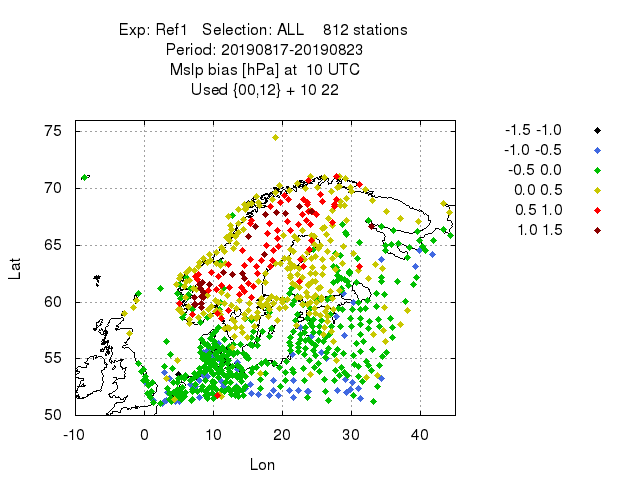 Exp: Ref1   Selection: ALL    812 stations
Period: 20190817-20190823
Mslp bias [hPa] at  10 UTC
Used {00,12} + 10 22
-1.5 -1.0
-1.0 -0.5
-0.5 0.0
0.0 0.5
0.5 1.0
1.0 1.5
75
70
65
60
55
50
Lat
-10 0 10 20 30 40
Lon